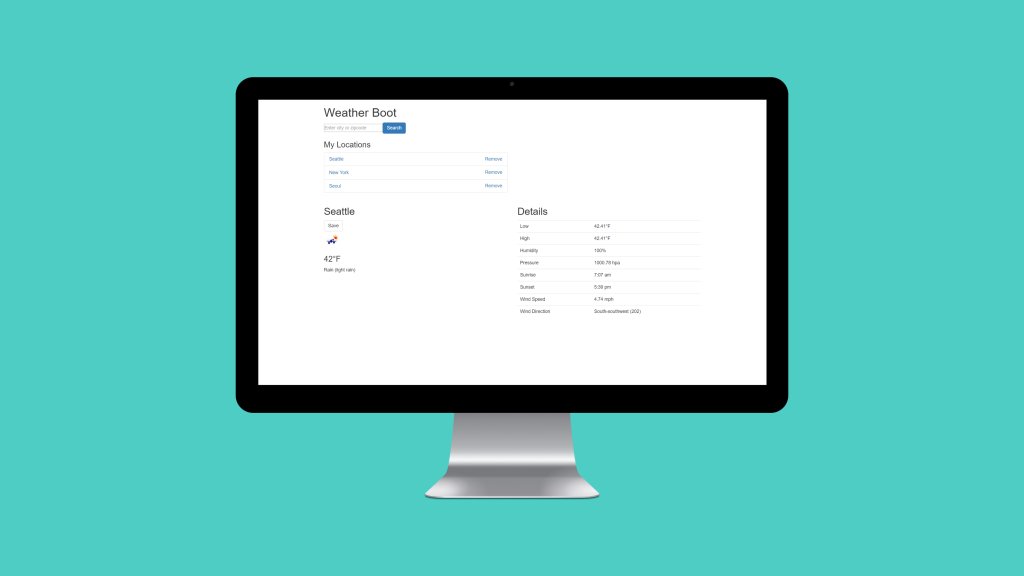 Weather Boot
Enter city or zipcode Search
My Locations
Seattle Remove
New York Remove
Seoul Remove
Seattle
Save
42°F
Rain (light rain)
Details
Low 42.41°F
High 42.41°F
Humidity 100%
Pressure 1000.78 hpa
Sunrise 7:07 am
Sunset 5:38 pm
Wind Speed 4.74 mph
Wind Direction South-southwest (202)